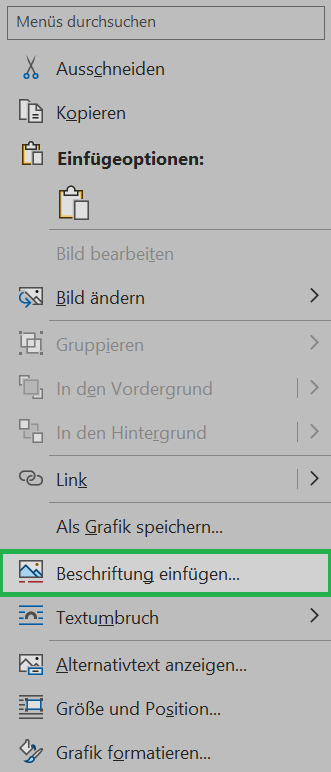 Menüs durchsuchen
Ausschneiden
Kopieren
Einfügeoptionen:
Bild bearbeiten
Bild ändern
Gruppieren
In den Vordergrund
In den Hintergrund
Link
Als Grafik speichern...
Beschriftung einfügen...
Textumbruch
Alternativtext anzeigen...
Größe und Position...
Grafik formatieren...